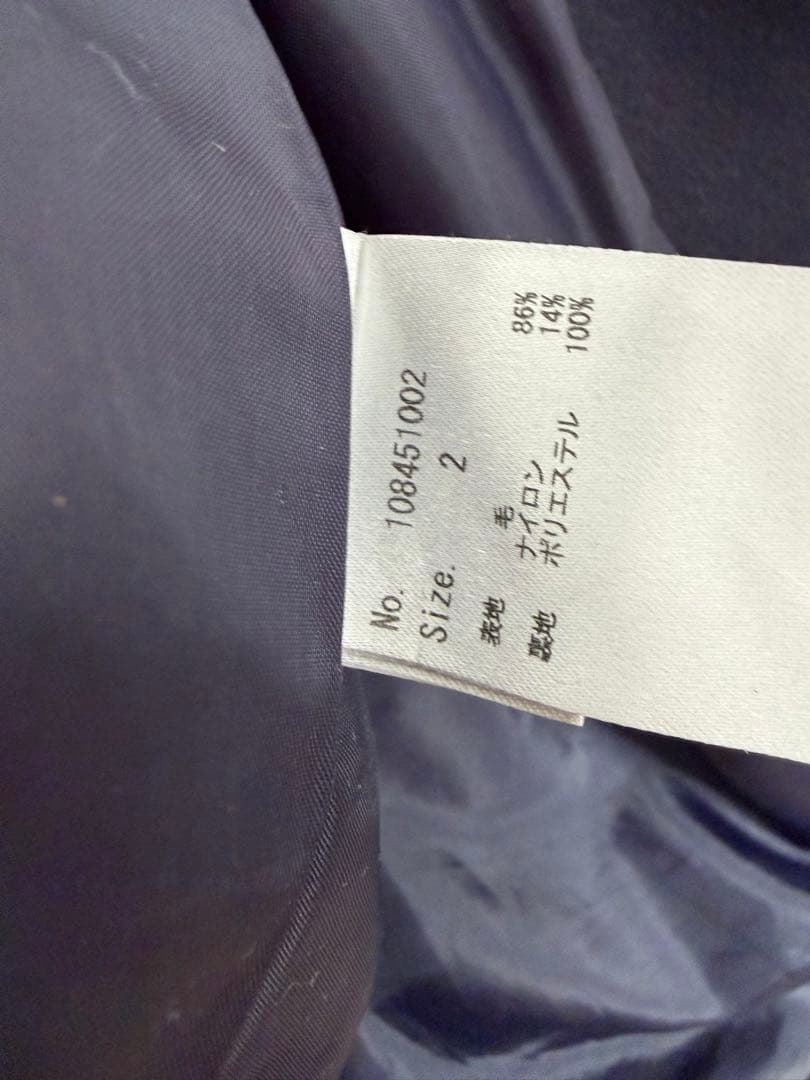 No. 108451002
Size. 2
表地 毛 86%
ナイロン 14%
裏地 ポリエステル 100%